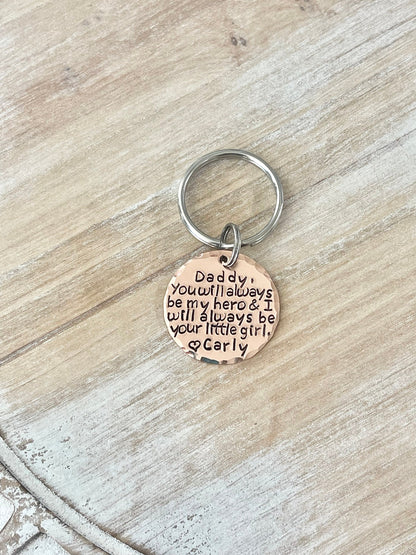 Daddy,
You will always
be my hero & I
will always be
your little girl.
♡ Carly